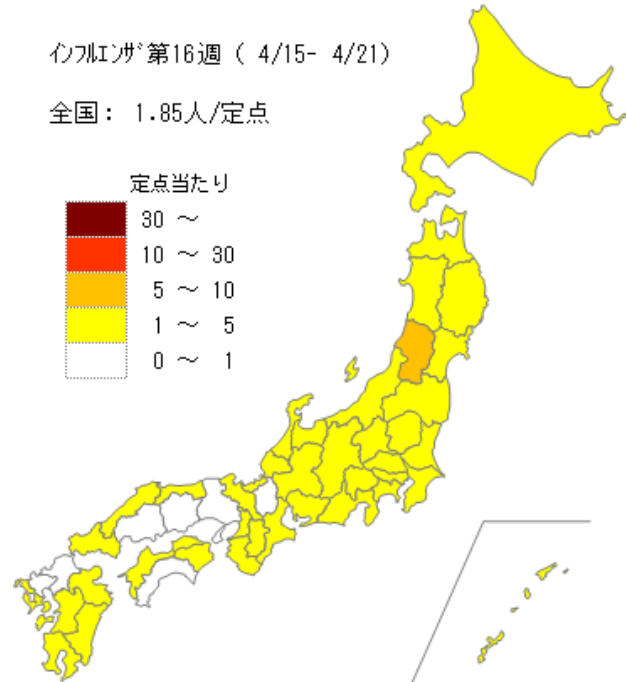 インフルエンザ第16週 ( 4/15- 4/21)
全国: 1.85人/定点
定点当たり
30 ~
10 ~ 30
5 ~ 10
1 ~ 5
0 ~ 1